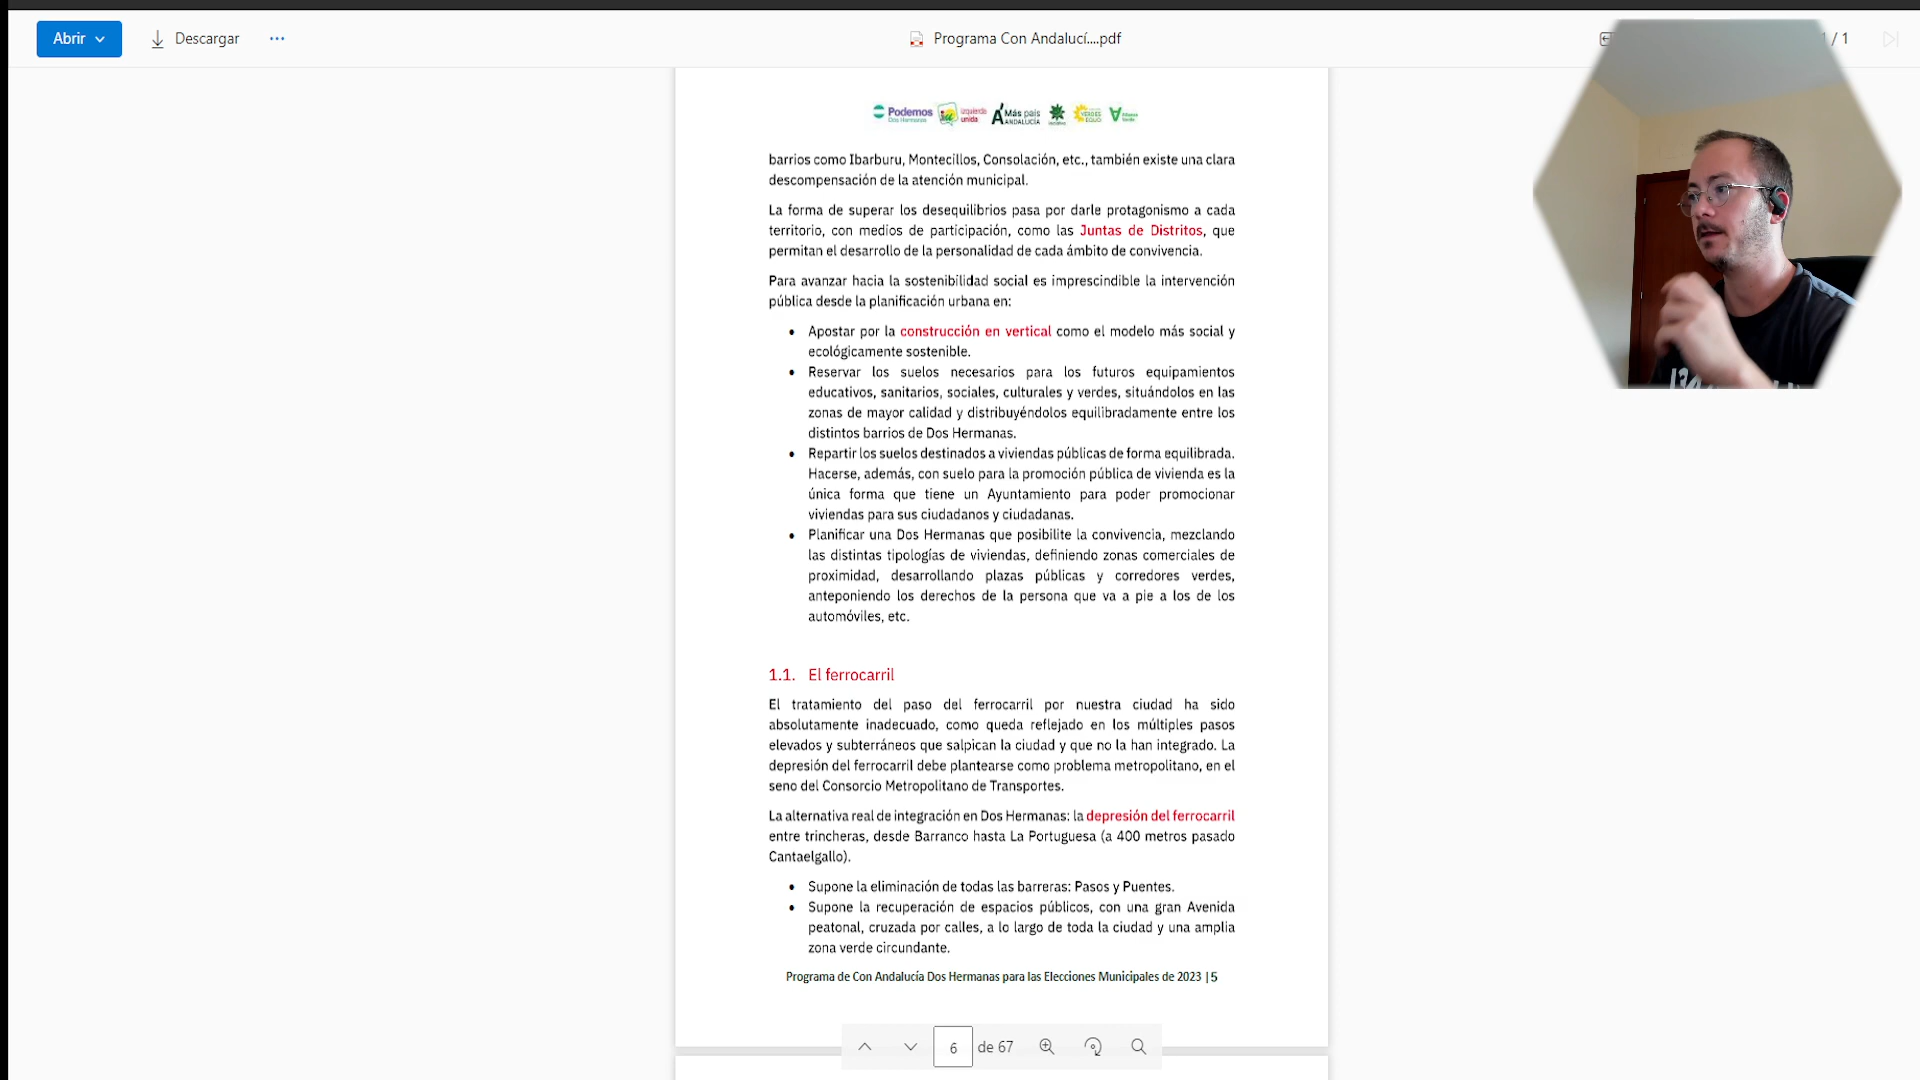 Abrir
Descargar
Programa Con Andalucí....pdf
/ 1
Podemos
Dos Hermanas
izquierda
unida
Más país
ANDALUCÍA
VERDES
EQUO
Alianza
Verde
barrios como Ibarburu, Montecillos, Consolación, etc., también existe una clara
descompensación de la atención municipal.
La forma de superar los desequilibrios pasa por darle protagonismo a cada
territorio, con medios de participación, como las Juntas de Distritos, que
permitan el desarrollo de la personalidad de cada ámbito de convivencia.
Para avanzar hacia la sostenibilidad social es imprescindible la intervención
pública desde la planificación urbana en:
• Apostar por la construcción en vertical como el modelo más social y
ecológicamente sostenible.
• Reservar los suelos necesarios para los futuros equipamientos
educativos, sanitarios, sociales, culturales y verdes, situándolos en las
zonas de mayor calidad y distribuyéndolos equilibradamente entre los
distintos barrios de Dos Hermanas.
• Repartir los suelos destinados a viviendas públicas de forma equilibrada.
Hacerse, además, con suelo para la promoción pública de vivienda es la
única forma que tiene un Ayuntamiento para poder promocionar
viviendas para sus ciudadanos y ciudadanas.
• Planificar una Dos Hermanas que posibilite la convivencia, mezclando
las distintas tipologías de viviendas, definiendo zonas comerciales de
proximidad, desarrollando plazas públicas y corredores verdes,
anteponiendo los derechos de la persona que va a pie a los de los
automóviles, etc.
1.1. El ferrocarril
El tratamiento del paso del ferrocarril por nuestra ciudad ha sido
absolutamente inadecuado, como queda reflejado en los múltiples pasos
elevados y subterráneos que salpican la ciudad y que no la han integrado. La
depresión del ferrocarril debe plantearse como problema metropolitano, en el
seno del Consorcio Metropolitano de Transportes.
La alternativa real de integración en Dos Hermanas: la depresión del ferrocarril
entre trincheras, desde Barranco hasta La Portuguesa (a 400 metros pasado
Cantaelgallo).
• Supone la eliminación de todas las barreras: Pasos y Puentes.
• Supone la recuperación de espacios públicos, con una gran Avenida
peatonal, cruzada por calles, a lo largo de toda la ciudad y una amplia
zona verde circundante.
Programa de Con Andalucía Dos Hermanas para las Elecciones Municipales de 2023 | 5
6 de 67